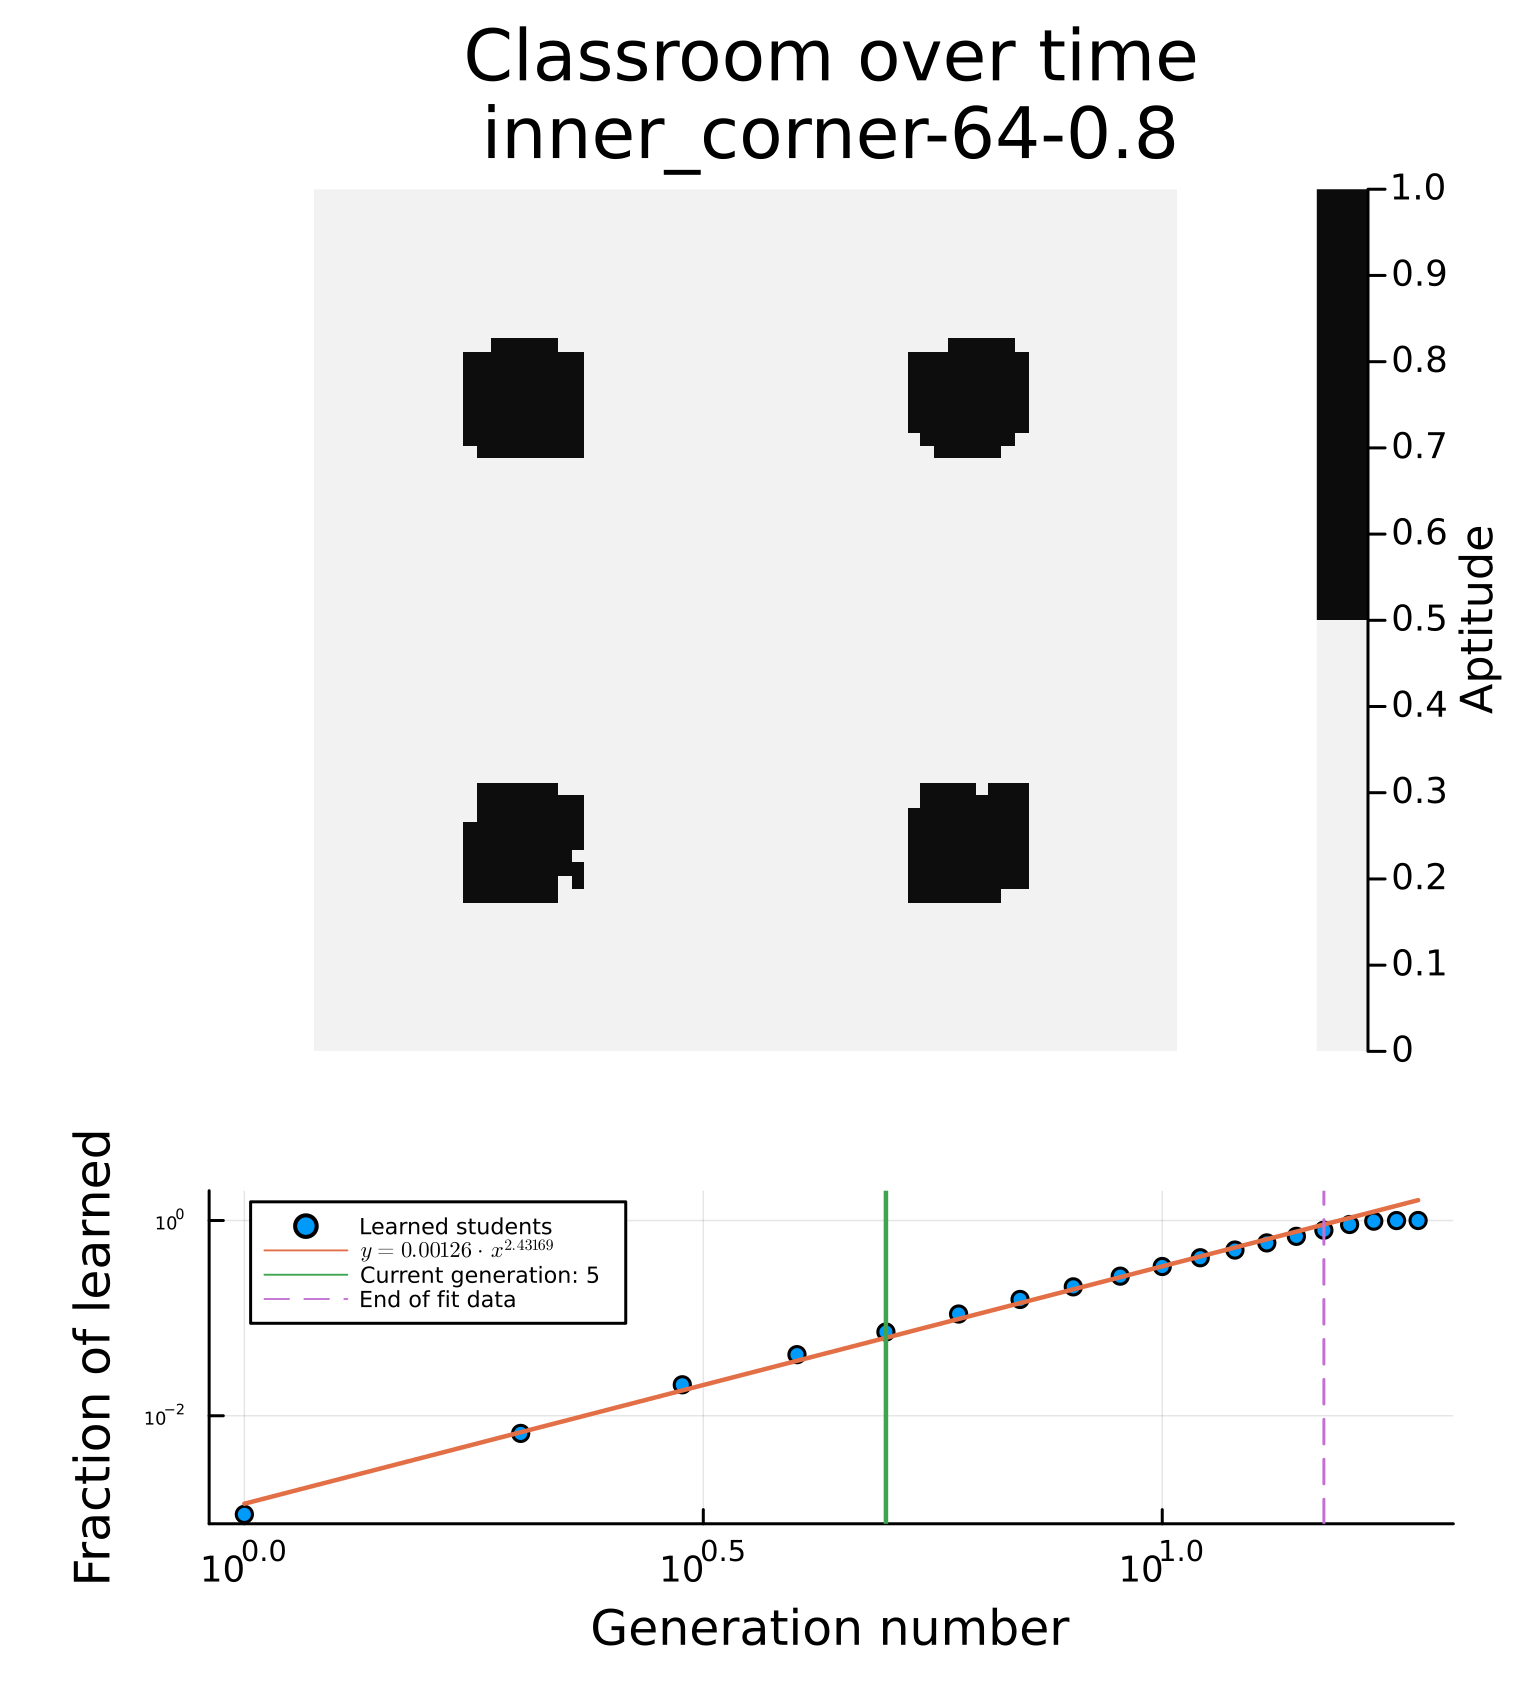 Classroom over time
inner_corner-64-0.8
1.0
0.9
0.8
0.7
0.6
0.5
0.4
0.3
0.2
0.1
0
Aptitude
Fraction of learned
10^0
10^−2
Learned students
y = 0.00126 · x^2.43169
Current generation: 5
End of fit data
10^0.0
10^0.5
10^1.0
Generation number